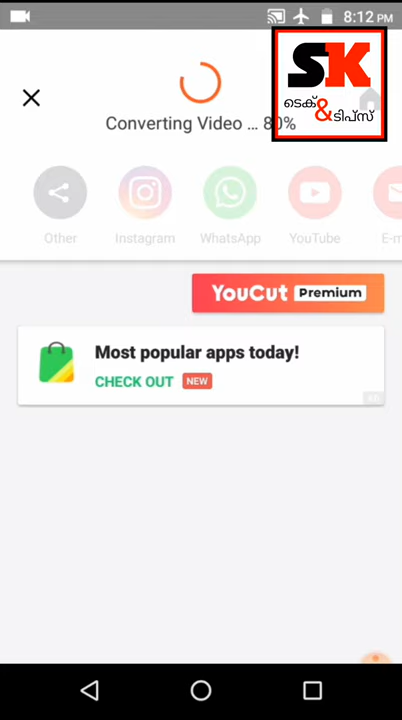 8:12 PM
SK
ടെക് & ടിപ്സ്
Converting Video ... 80%
Other
Instagram
WhatsApp
YouTube
E-m
YouCut Premium
Most popular apps today!
CHECK OUT NEW
AD